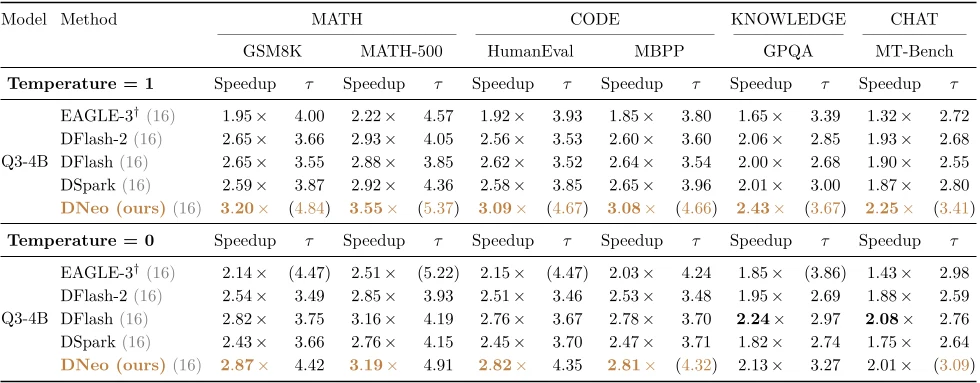 Model Method MATH CODE KNOWLEDGE CHAT
GSM8K MATH-500 HumanEval MBPP GPQA MT-Bench
Temperature = 1 Speedup τ Speedup τ Speedup τ Speedup τ Speedup τ Speedup τ
EAGLE-3† (16) 1.95× 4.00 2.22× 4.57 1.92× 3.93 1.85× 3.80 1.65× 3.39 1.32× 2.72
DFlash-2 (16) 2.65× 3.66 2.93× 4.05 2.56× 3.53 2.60× 3.60 2.06× 2.85 1.93× 2.68
Q3-4B DFlash (16) 2.65× 3.55 2.88× 3.85 2.62× 3.52 2.64× 3.54 2.00× 2.68 1.90× 2.55
DSpark (16) 2.59× 3.87 2.92× 4.36 2.58× 3.85 2.65× 3.96 2.01× 3.00 1.87× 2.80
DNeo (ours) (16) 3.20× (4.84) 3.55× (5.37) 3.09× (4.67) 3.08× (4.66) 2.43× (3.67) 2.25× (3.41)
Temperature = 0 Speedup τ Speedup τ Speedup τ Speedup τ Speedup τ Speedup τ
EAGLE-3† (16) 2.14× (4.47) 2.51× (5.22) 2.15× (4.47) 2.03× 4.24 1.85× (3.86) 1.43× 2.98
DFlash-2 (16) 2.54× 3.49 2.85× 3.93 2.51× 3.46 2.53× 3.48 1.95× 2.69 1.88× 2.59
Q3-4B DFlash (16) 2.82× 3.75 3.16× 4.19 2.76× 3.67 2.78× 3.70 2.24× 2.97 2.08× 2.76
DSpark (16) 2.43× 3.66 2.76× 4.15 2.45× 3.70 2.47× 3.71 1.82× 2.74 1.75× 2.64
DNeo (ours) (16) 2.87× 4.42 3.19× 4.91 2.82× 4.35 2.81× (4.32) 2.13× 3.27 2.01× (3.09)